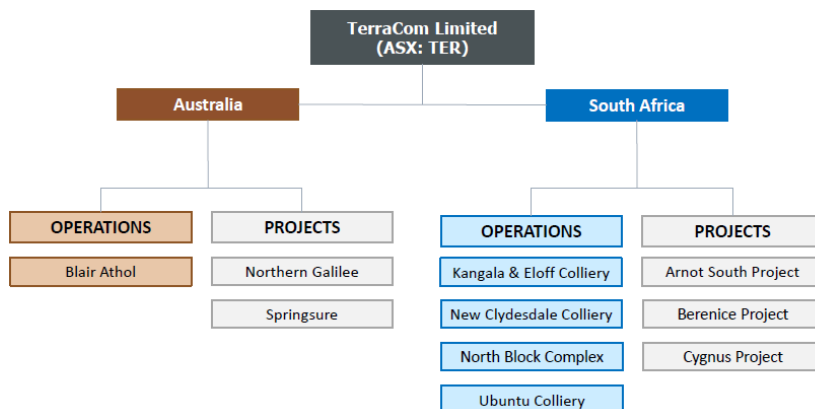 TerraCom Limited
(ASX: TER)
Australia
South Africa
OPERATIONS
PROJECTS
Blair Athol
Northern Galilee
Springsure
OPERATIONS
PROJECTS
Kangala & Eloff Colliery
Arnot South Project
New Clydesdale Colliery
Berenice Project
North Block Complex
Cygnus Project
Ubuntu Colliery